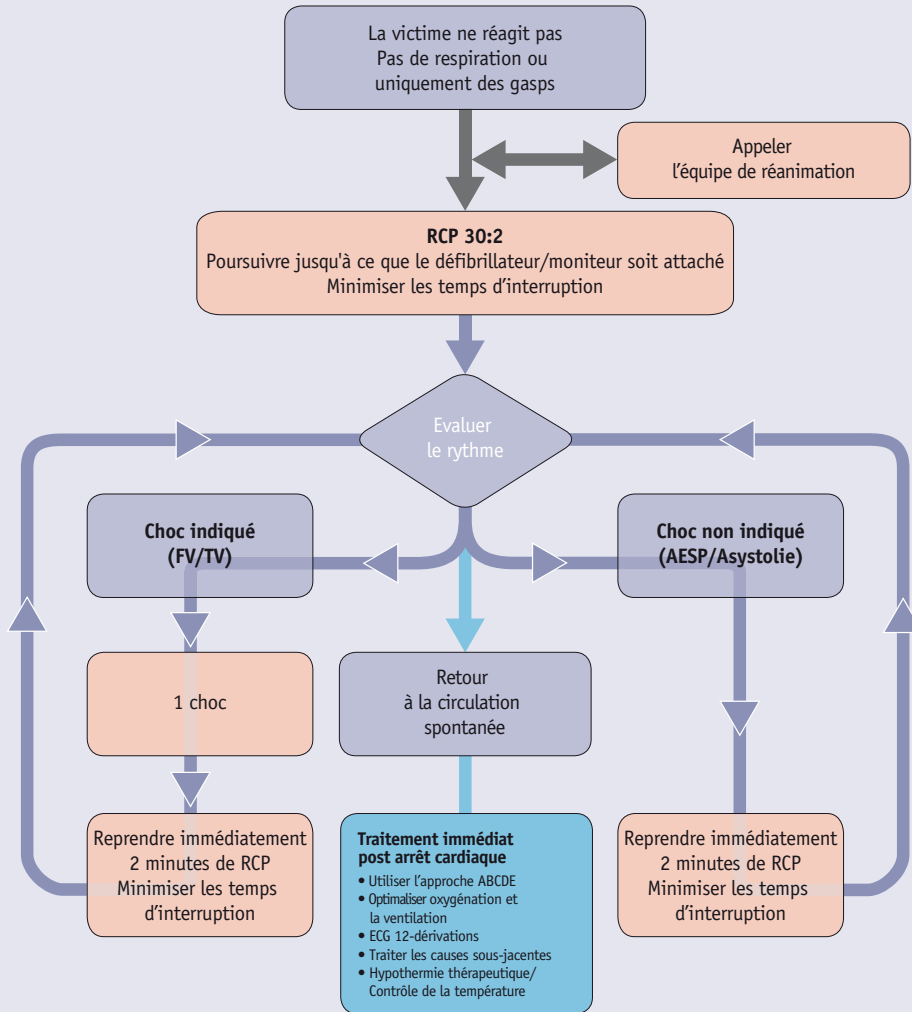 La victime ne réagit pas
Pas de respiration ou
uniquement des gasps
Appeler
l'équipe de réanimation
RCP 30:2
Poursuivre jusqu'à ce que le défibrillateur/moniteur soit attaché
Minimiser les temps d'interruption
Evaluer
le rythme
Choc indiqué
(FV/TV)
Choc non indiqué
(AESP/Asystolie)
1 choc
Retour
à la circulation
spontanée
Reprendre immédiatement
2 minutes de RCP
Minimiser les temps
d'interruption
Traitement immédiat
post arrêt cardiaque
• Utiliser l'approche ABCDE
• Optimaliser oxygénation et
la ventilation
• ECG 12-dérivations
• Traiter les causes sous-jacentes
• Hypothermie thérapeutique/
Contrôle de la température
Reprendre immédiatement
2 minutes de RCP
Minimiser les temps
d'interruption